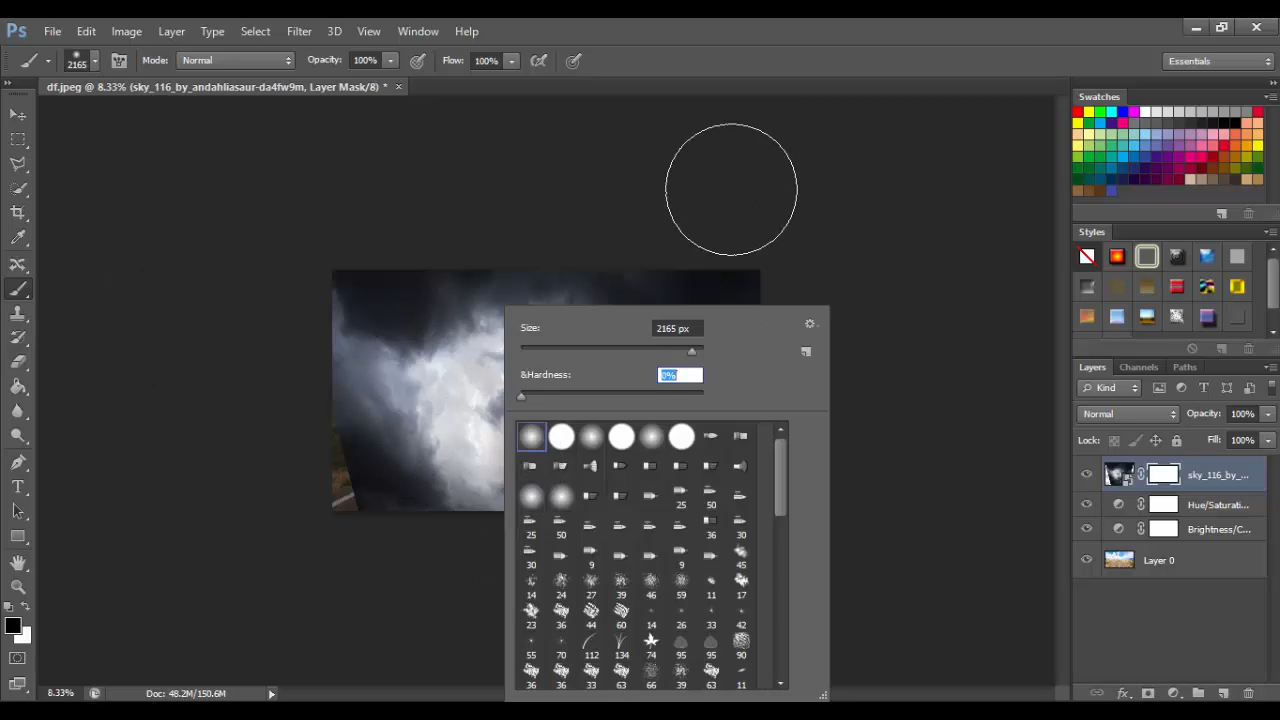 Ps File Edit Image Layer Type Select Filter 3D View Window Help
2165 Mode: Normal Opacity: 100% Flow: 100% Essentials
df.jpeg @ 8.33% (sky_116_by_andahliasaur-da4fw9m, Layer Mask/8) *
Swatches
Styles
Size: 2165 px
&Hardness: 0%
Layers Channels Paths
Kind
Normal Opacity: 100%
Lock: Fill: 100%
sky_116_by_...
Hue/Saturati...
Brightness/C...
Layer 0
25 50
25 50 36 30
30 9 9 45
14 24 27 39 46 59 11 17
23 36 44 60 14 26 33 42
55 70 112 134 74 95 95 90
36 36 33 63 66 39 63 11
8.33% Doc: 48.2M/150.6M